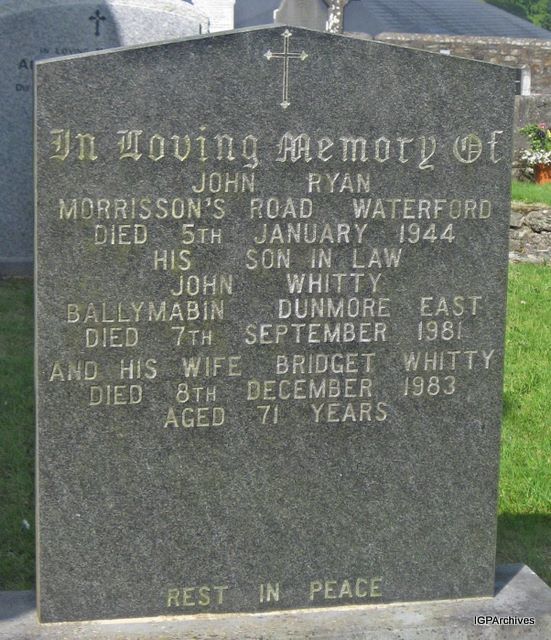 In Loving Memory Of
JOHN RYAN
MORRISSON'S ROAD WATERFORD
DIED 5TH JANUARY 1944
HIS SON IN LAW
JOHN WHITTY
BALLYMABIN DUNMORE EAST
DIED 7TH SEPTEMBER 1981
AND HIS WIFE BRIDGET WHITTY
DIED 8TH DECEMBER 1983
AGED 71 YEARS
REST IN PEACE
IGPArchives